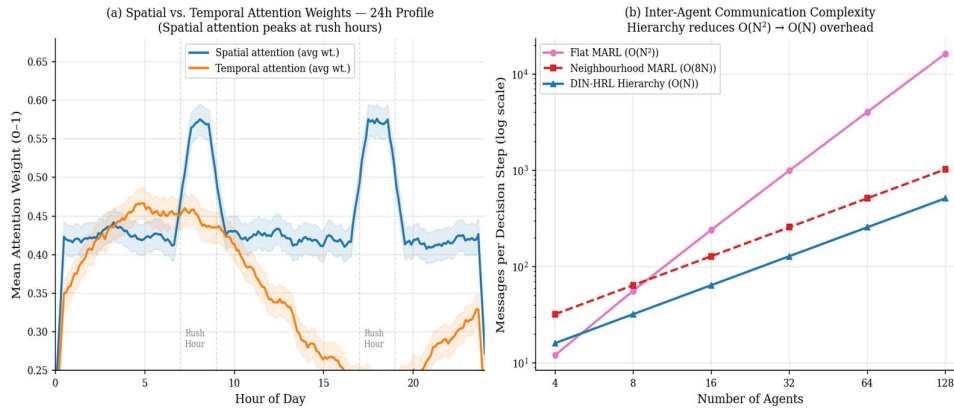 (a) Spatial vs. Temporal Attention Weights — 24h Profile
(Spatial attention peaks at rush hours)
Spatial attention (avg wt.)
Temporal attention (avg wt.)
Mean Attention Weight (0–1)
0.65
0.60
0.55
0.50
0.45
0.40
0.35
0.30
0.25
Rush
Hour
Rush
Hour
0
5
10
15
20
Hour of Day
(b) Inter-Agent Communication Complexity
Hierarchy reduces O(N²) → O(N) overhead
Flat MARL (O(N²))
Neighbourhood MARL (O(8N))
DIN-HRL Hierarchy (O(N))
Messages per Decision Step (log scale)
10⁴
10³
10²
10¹
4
8
16
32
64
128
Number of Agents